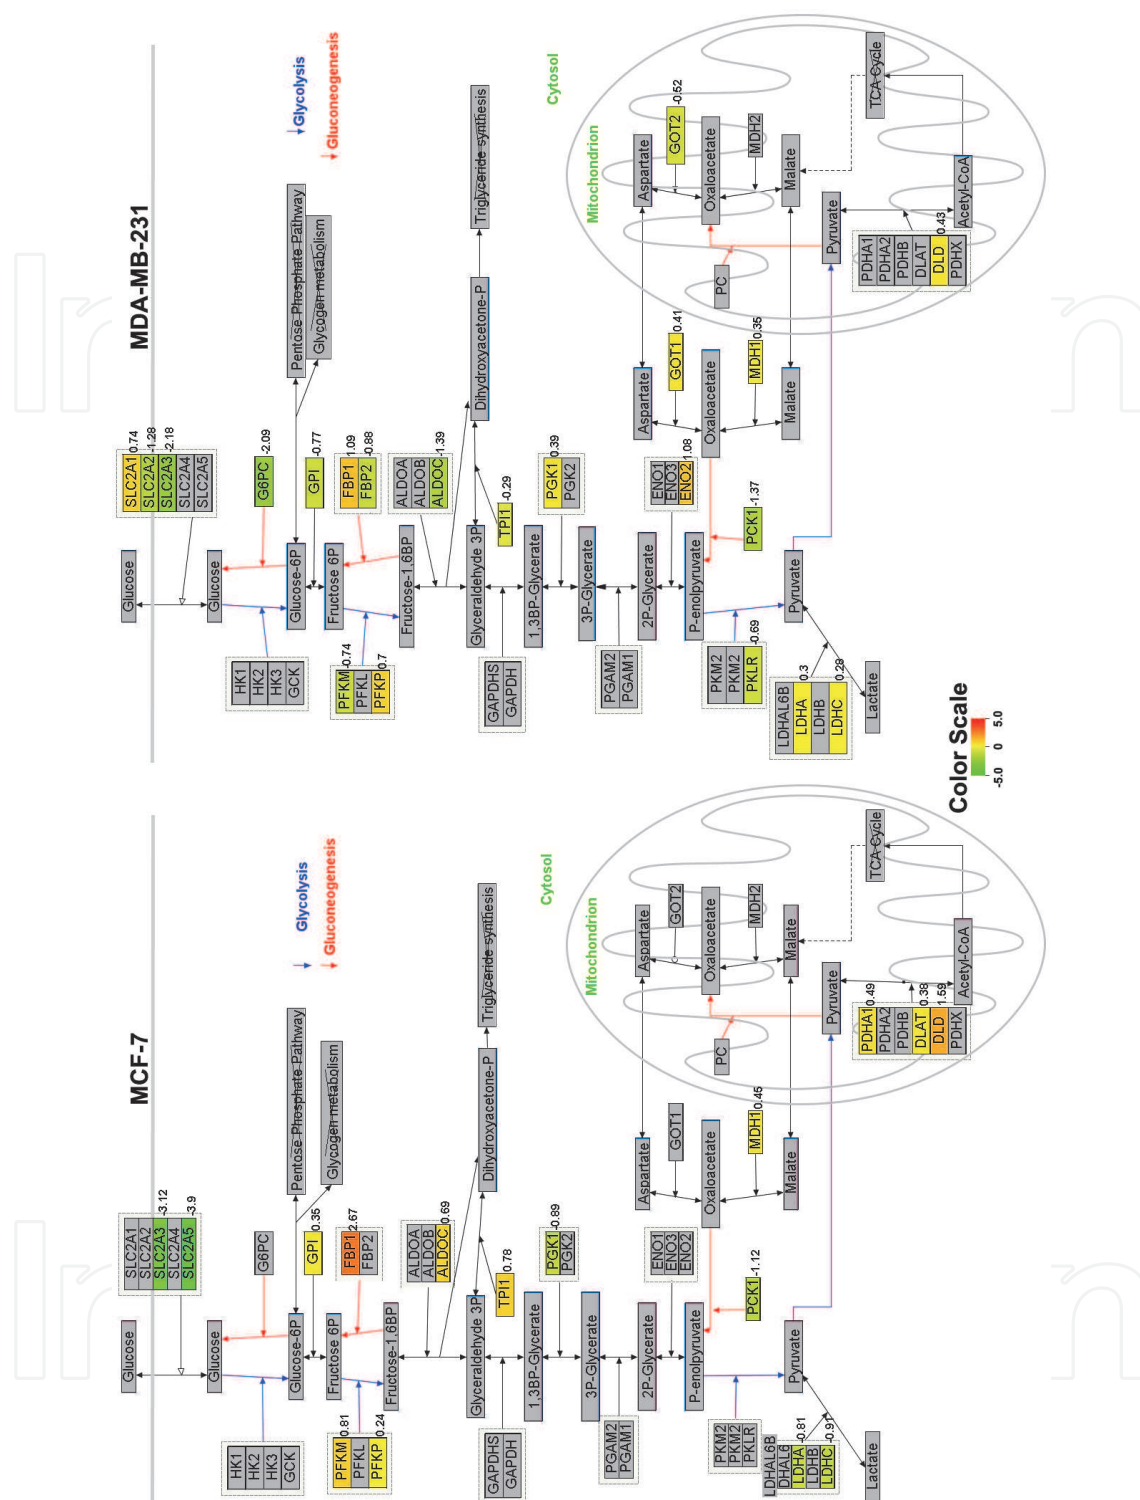 MDA-MB-231
Glycolysis
Gluconeogenesis
Cytosol
Mitochondrion
Glucose
SLC2A1 0.74
SLC2A2 -1.28
SLC2A3 -2.18
SLC2A4
SLC2A5
Glucose
HK1
HK2
HK3
GCK
G6PC -2.09
Glucose-6P
Pentose Phosphate Pathway
Glycogen metabolism
GPI -0.77
Fructose 6P
PFKM -0.74
PFKL
PFKP 0.7
FBP1 1.09
FBP2 -0.88
Fructose-1,6BP
ALDOA
ALDOB
ALDOC -1.39
Glyceraldehyde 3P
Dihydroxyacetone-P
Triglyceride synthesis
TPI1 -0.29
GAPDHS
GAPDH
1,3BP-Glycerate
PGK1 0.39
PGK2
3P-Glycerate
PGAM2
PGAM1
2P-Glycerate
ENO1
ENO3
ENO2 1.08
P-enolpyruvate
PCK1 -1.37
PKM2
PKM2
PKLR -0.69
Pyruvate
LDHAL6B
LDHA 0.3
LDHB
LDHC 0.28
Lactate
Aspartate
GOT1 0.41
Oxaloacetate
MDH1 0.35
Malate
Aspartate
GOT2 -0.52
Oxaloacetate
MDH2
Malate
PC
Pyruvate
PDHA1
PDHA2
PDHB
DLAT
DLD 0.43
PDHX
Acetyl-CoA
TCA Cycle
Color Scale
-5.0 0 5.0
MCF-7
Glycolysis
Gluconeogenesis
Cytosol
Mitochondrion
Glucose
SLC2A1
SLC2A2
SLC2A3 -3.12
SLC2A4
SLC2A5 -3.9
Glucose
HK1
HK2
HK3
GCK
G6PC
Glucose-6P
Pentose Phosphate Pathway
Glycogen metabolism
GPI 0.35
Fructose 6P
PFKM 0.81
PFKL
PFKP 0.24
FBP1 2.67
FBP2
Fructose-1,6BP
ALDOA
ALDOB
ALDOC 0.69
Glyceraldehyde 3P
Dihydroxyacetone-P
Triglyceride synthesis
TPI1 0.78
GAPDHS
GAPDH
1,3BP-Glycerate
PGK1 -0.89
PGK2
3P-Glycerate
PGAM2
PGAM1
2P-Glycerate
ENO1
ENO3
ENO2
P-enolpyruvate
PCK1 -1.12
PKM2
PKM2
PKLR
Pyruvate
LDHAL6B
LDHAL6
LDHA -0.81
LDHB
LDHC -0.91
Lactate
Aspartate
GOT1
Oxaloacetate
MDH1 0.45
Malate
Aspartate
GOT2
Oxaloacetate
MDH2
Malate
PC
Pyruvate
PDHA1 0.49
PDHA2
PDHB
DLAT 0.38
DLD 1.59
PDHX
Acetyl-CoA
TCA Cycle